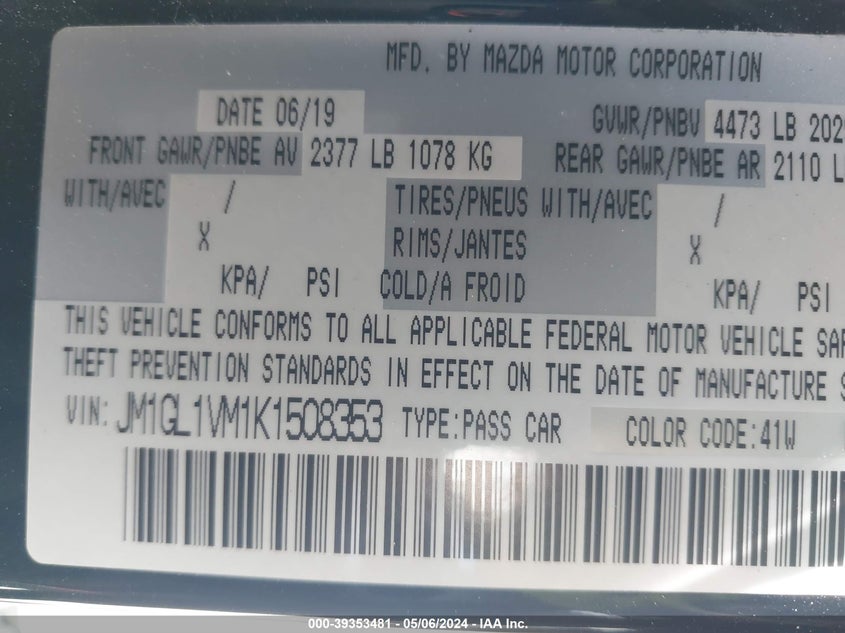 MFD. BY MAZDA MOTOR CORPORATION
DATE 06/19
GVWR/PNBV 4473 LB 202
FRONT GAWR/PNBE AV 2377 LB 1078 KG
REAR GAWR/PNBE AR 2110 L
WITH/AVEC / TIRES/PNEUS WITH/AVEC /
X RIMS/JANTES X
KPA/ PSI COLD/A FROID KPA/ PSI
THIS VEHICLE CONFORMS TO ALL APPLICABLE FEDERAL MOTOR VEHICLE SAF
THEFT PREVENTION STANDARDS IN EFFECT ON THE DATE OF MANUFACTURE S
VIN: JM1GL1VM1K1508353 TYPE:PASS CAR COLOR CODE:41W
000-39353481 - 05/06/2024 - IAA Inc.